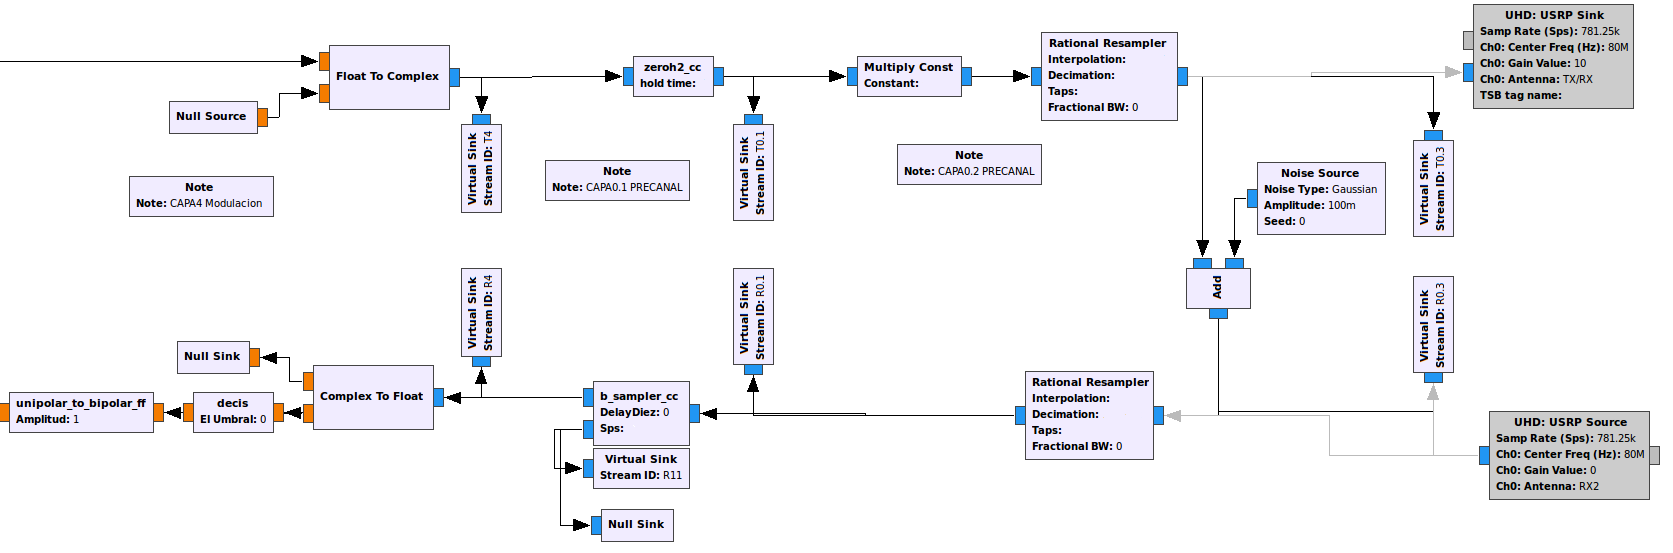 UHD: USRP Sink
Samp Rate (Sps): 781.25k
Ch0: Center Freq (Hz): 80M
Ch0: Gain Value: 10
Ch0: Antenna: TX/RX
TSB tag name:
Float To Complex
zeroh2_cc
hold time:
Multiply Const
Constant:
Rational Resampler
Interpolation:
Decimation:
Taps:
Fractional BW: 0
Null Source
Virtual Sink
Stream ID: T4
Virtual Sink
Stream ID: T0.1
Virtual Sink
Stream ID: T0.3
Note
Note: CAPA4 Modulacion
Note
Note: CAPA0.1 PRECANAL
Note
Note: CAPA0.2 PRECANAL
Noise Source
Noise Type: Gaussian
Amplitude: 100m
Seed: 0
Add
Virtual Sink
Stream ID: R4
Virtual Sink
Stream ID: R0.1
Virtual Sink
Stream ID: R0.3
Null Sink
unipolar_to_bipolar_ff
Amplitud: 1
decis
El Umbral: 0
Complex To Float
b_sampler_cc
DelayDiez: 0
Sps:
Virtual Sink
Stream ID: R11
Null Sink
Rational Resampler
Interpolation:
Decimation:
Taps:
Fractional BW: 0
UHD: USRP Source
Samp Rate (Sps): 781.25k
Ch0: Center Freq (Hz): 80M
Ch0: Gain Value: 0
Ch0: Antenna: RX2